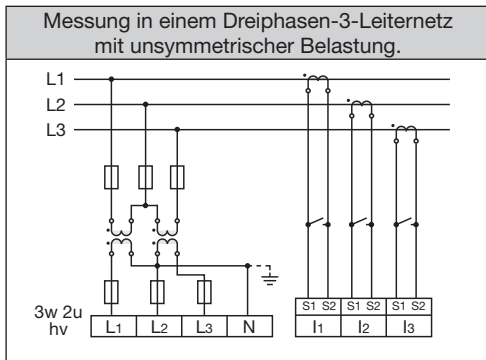 Messung in einem Dreiphasen-3-Leiternetz
mit unsymmetrischer Belastung.
L1
L2
L3
S1 S2 S1 S2 S1 S2
3w 2u
hv
L1 L2 L3 N I1 I2 I3